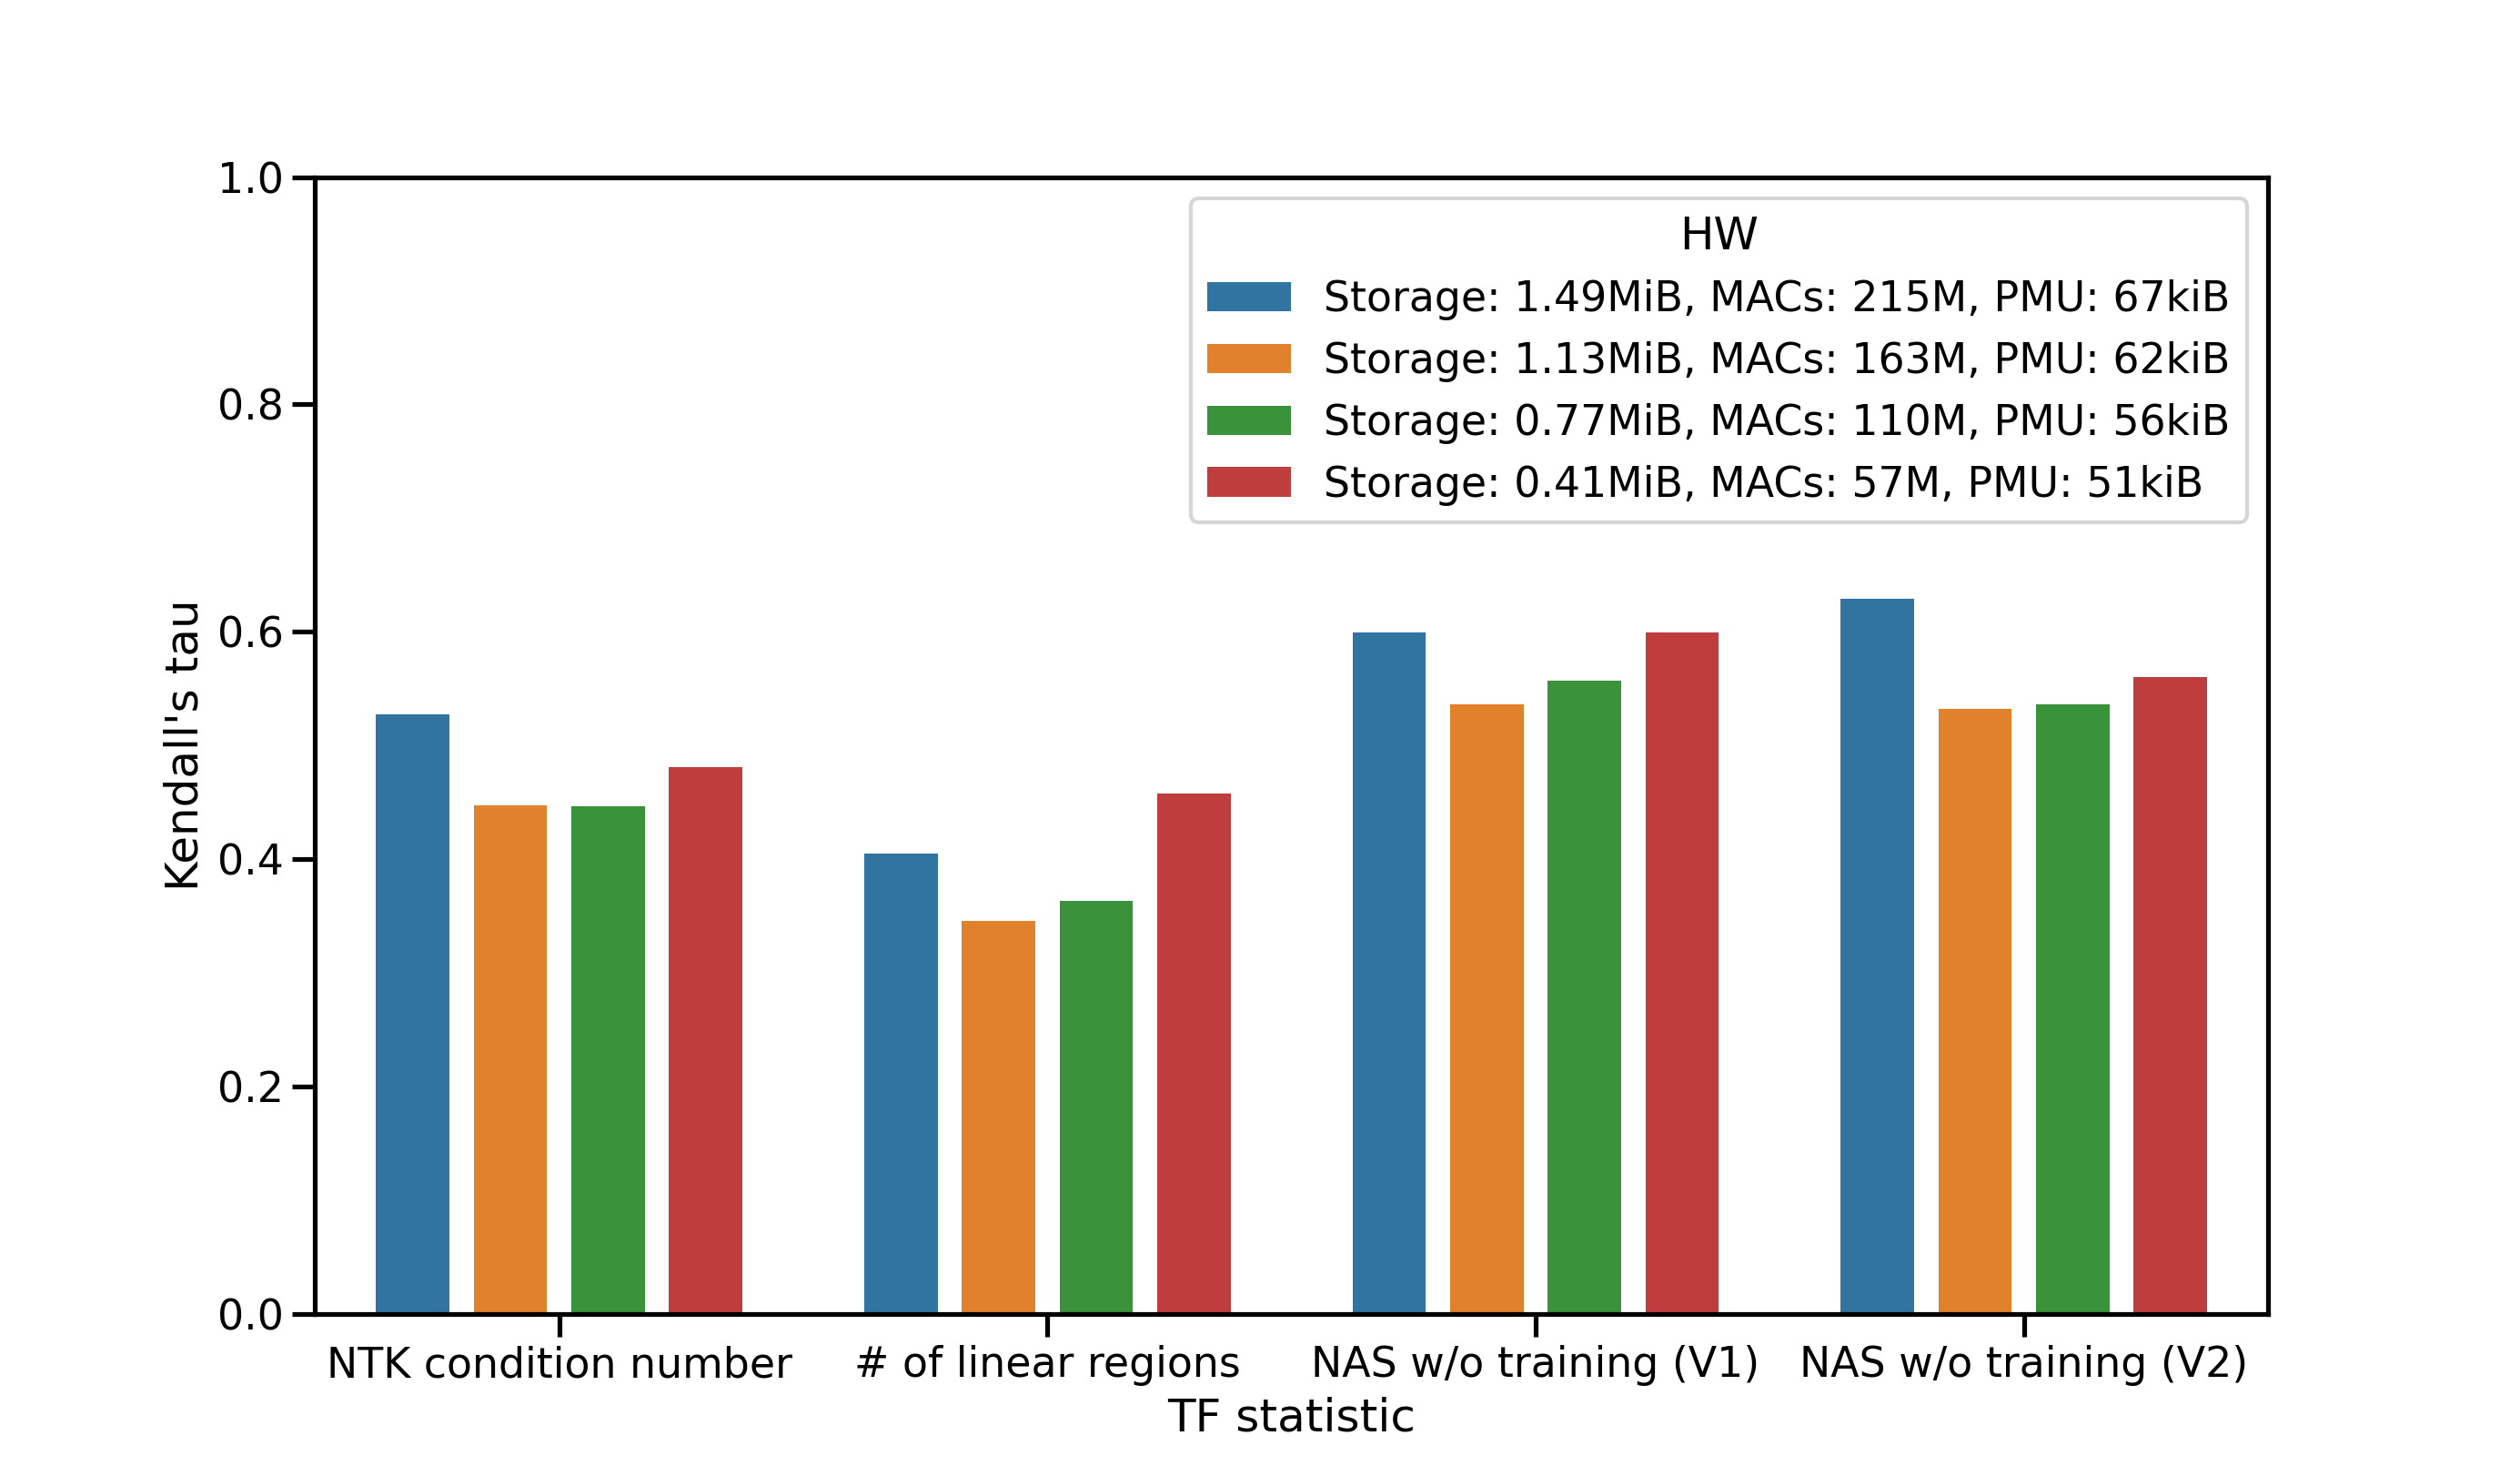 1.0
0.8
0.6
0.4
0.2
0.0
Kendall's tau
HW
Storage: 1.49MiB, MACs: 215M, PMU: 67kiB
Storage: 1.13MiB, MACs: 163M, PMU: 62kiB
Storage: 0.77MiB, MACs: 110M, PMU: 56kiB
Storage: 0.41MiB, MACs: 57M, PMU: 51kiB
NTK condition number
# of linear regions
NAS w/o training (V1)
NAS w/o training (V2)
TF statistic